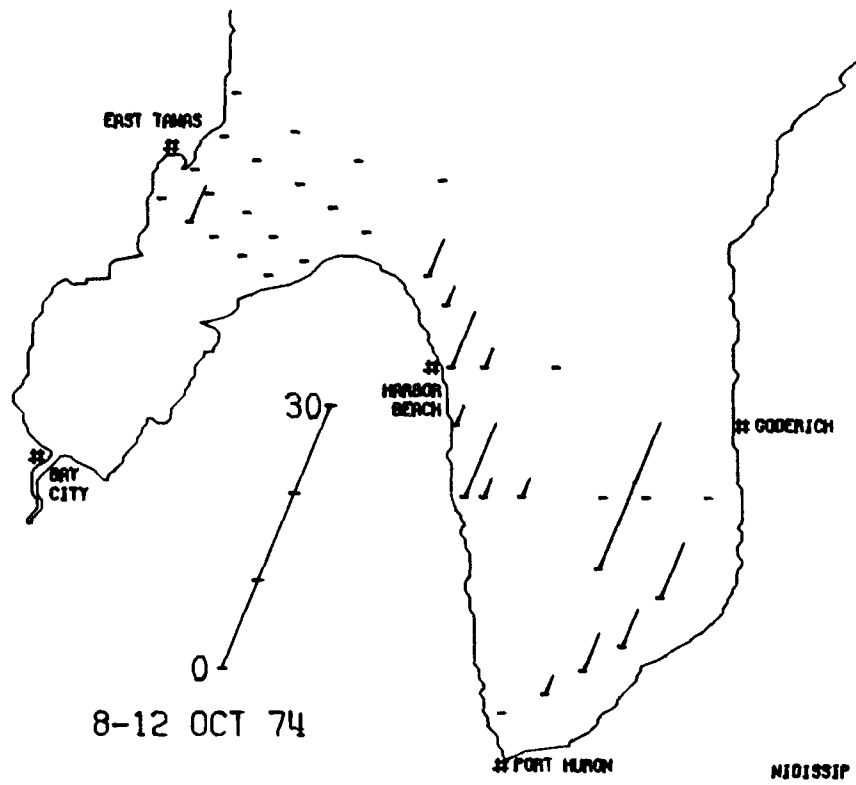 EAST TAWAS
30
HARBOR
BEACH
GODERICH
BAY
CITY
0
8-12 OCT 74
PORT HURON
NIDISSIP